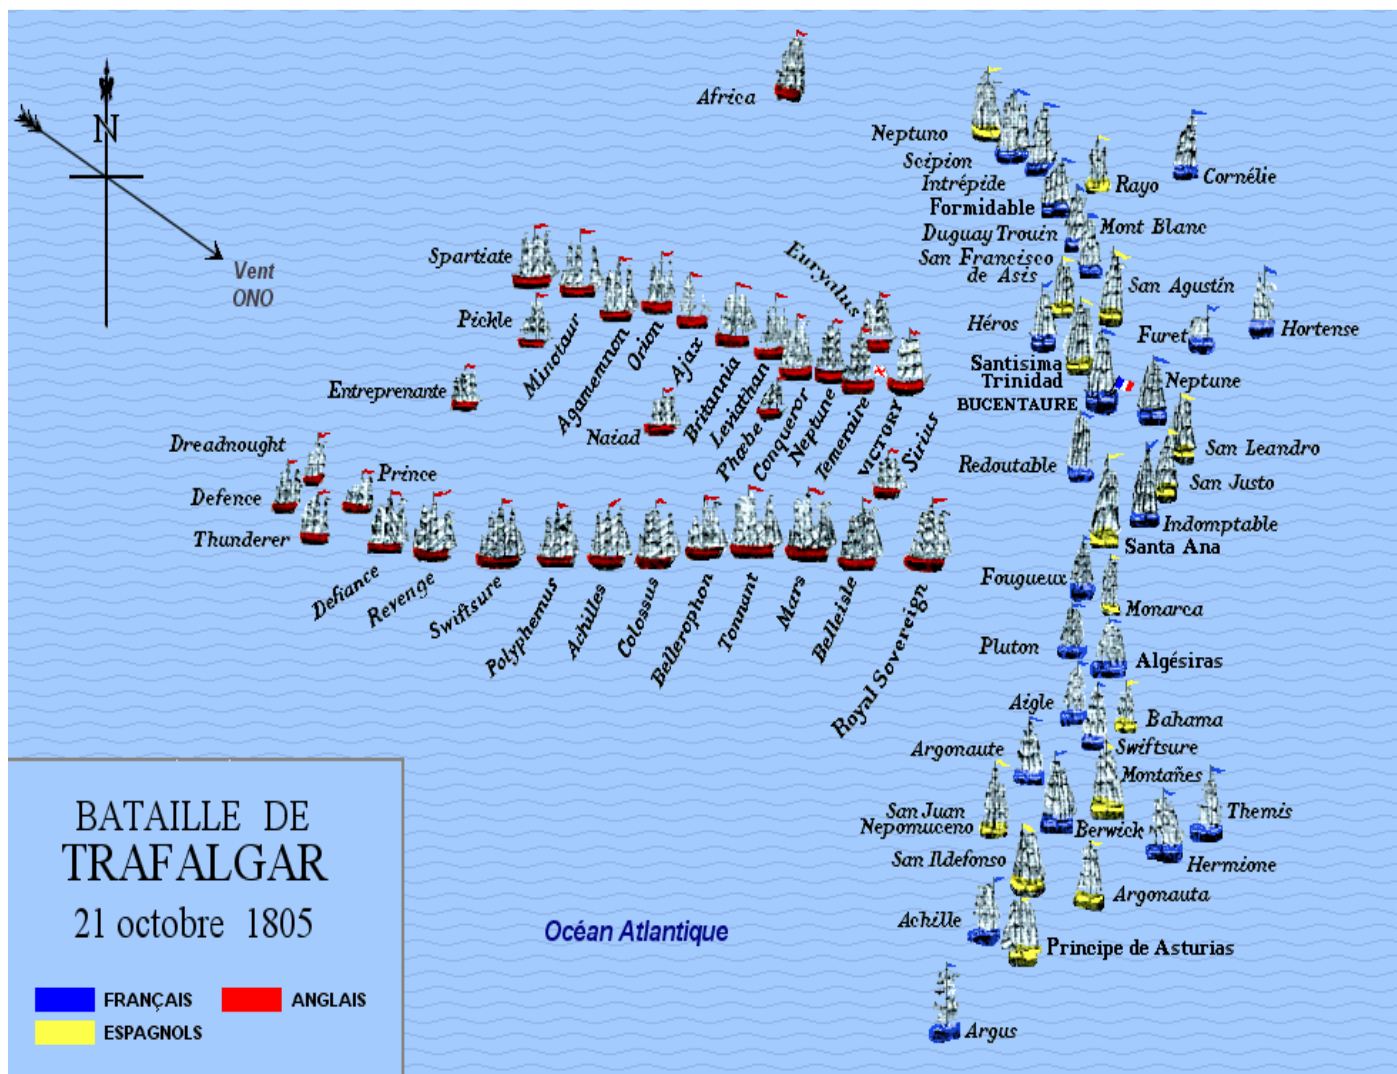 Africa
Neptuno
Scipion
Intrépide
Formidable
Duguay Trouin
San Francisco
de Asis
Rayo
Cornélie
Mont Blanc
San Agustín
Furet
Hortense
Héros
Santisima
Trinidad
BUCENTAURE
Neptune
Redoutable
San Leandro
San Justo
Indomptable
Santa Ana
Fougueux
Monarca
Pluton
Algésiras
Aigle
Bahama
Swiftsure
Argonaute
Montañes
San Juan
Nepomuceno
Berwick
Themis
Hermione
San Ildefonso
Argonauta
Achille
Principe de Asturias
Argus
N
Vent
ONO
Spartiate
Pickle
Minotaur
Agamemnon
Orion
Ajax
Britannia
Leviathan
Phœbe
Conqueror
Neptune
Temeraire
VICTORY
Euryalus
Sirius
Entreprenante
Naiad
Dreadnought
Prince
Defence
Thunderer
Defiance
Revenge
Swiftsure
Polyphemus
Achilles
Colossus
Bellerophon
Tonnant
Mars
Belleisle
Royal Sovereign
BATAILLE DE
TRAFALGAR
21 octobre 1805
FRANÇAIS
ANGLAIS
ESPAGNOLS
Océan Atlantique